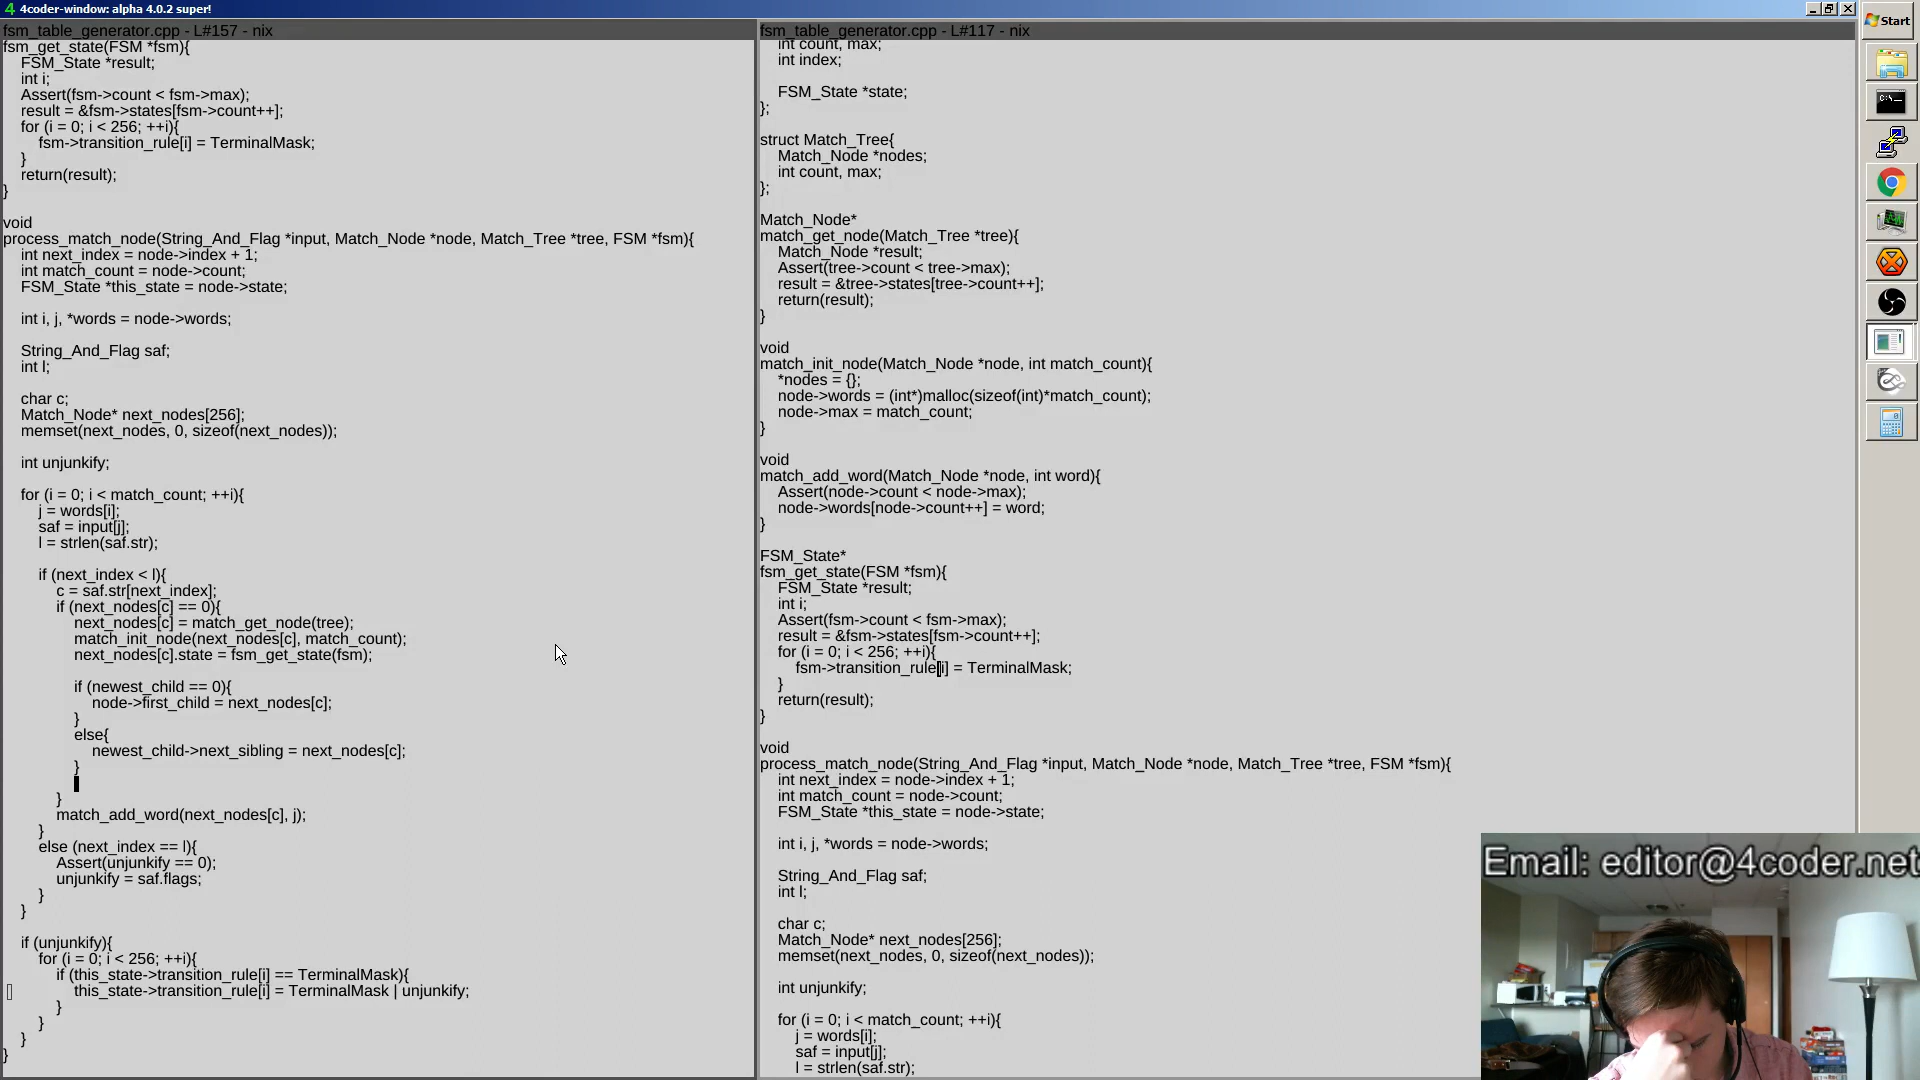 4coder-window: alpha 4.0.2 super!
fsm_table_generator.cpp - L#157 - nix
fsm_get_state(FSM *fsm){
    FSM_State *result;
    int i;
    Assert(fsm->count < fsm->max);
    result = &fsm->states[fsm->count++];
    for (i = 0; i < 256; ++i){
        fsm->transition_rule[i] = TerminalMask;
    }
    return(result);
}
void
process_match_node(String_And_Flag *input, Match_Node *node, Match_Tree *tree, FSM *fsm){
    int next_index = node->index + 1;
    int match_count = node->count;
    FSM_State *this_state = node->state;
    int i, j, *words = node->words;
    String_And_Flag saf;
    int l;
    char c;
    Match_Node* next_nodes[256];
    memset(next_nodes, 0, sizeof(next_nodes));
    int unjunkify;
    for (i = 0; i < match_count; ++i){
        j = words[i];
        saf = input[j];
        l = strlen(saf.str);
        if (next_index < l){
            c = saf.str[next_index];
            if (next_nodes[c] == 0){
                next_nodes[c] = match_get_node(tree);
                match_init_node(next_nodes[c], match_count);
                next_nodes[c].state = fsm_get_state(fsm);
                if (newest_child == 0){
                    node->first_child = next_nodes[c];
                }
                else{
                    newest_child->next_sibling = next_nodes[c];
                }
            }
            match_add_word(next_nodes[c], j);
        }
        else (next_index == l){
            Assert(unjunkify == 0);
            unjunkify = saf.flags;
        }
    }
    if (unjunkify){
        for (i = 0; i < 256; ++i){
            if (this_state->transition_rule[i] == TerminalMask){
                this_state->transition_rule[i] = TerminalMask | unjunkify;
            }
        }
    }
}
fsm_table_generator.cpp - L#117 - nix
    int count, max;
    int index;
    FSM_State *state;
};
struct Match_Tree{
    Match_Node *nodes;
    int count, max;
};
Match_Node*
match_get_node(Match_Tree *tree){
    Match_Node *result;
    Assert(tree->count < tree->max);
    result = &tree->states[tree->count++];
    return(result);
}
void
match_init_node(Match_Node *node, int match_count){
    *nodes = {};
    node->words = (int*)malloc(sizeof(int)*match_count);
    node->max = match_count;
}
void
match_add_word(Match_Node *node, int word){
    Assert(node->count < node->max);
    node->words[node->count++] = word;
}
FSM_State*
fsm_get_state(FSM *fsm){
    FSM_State *result;
    int i;
    Assert(fsm->count < fsm->max);
    result = &fsm->states[fsm->count++];
    for (i = 0; i < 256; ++i){
        fsm->transition_rule[i] = TerminalMask;
    }
    return(result);
}
void
process_match_node(String_And_Flag *input, Match_Node *node, Match_Tree *tree, FSM *fsm){
    int next_index = node->index + 1;
    int match_count = node->count;
    FSM_State *this_state = node->state;
    int i, j, *words = node->words;
    String_And_Flag saf;
    int l;
    char c;
    Match_Node* next_nodes[256];
    memset(next_nodes, 0, sizeof(next_nodes));
    int unjunkify;
    for (i = 0; i < match_count; ++i){
        j = words[i];
        saf = input[j];
        l = strlen(saf.str);
Start
C:\
Email: editor@4coder.net